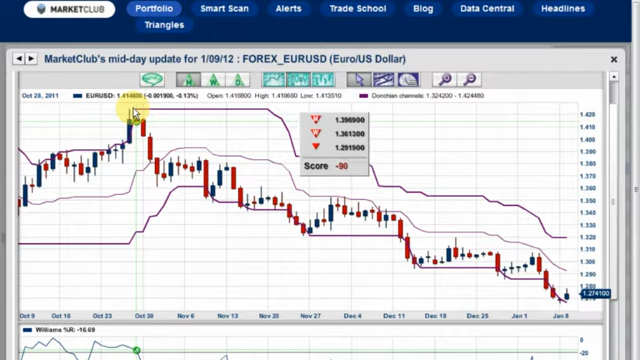 MARKETCLUB Portfolio Smart Scan Alerts Trade School Blog Data Central Headlines
Triangles
MarketClub's mid-day update for 1/09/12 : FOREX_EURUSD (Euro/US Dollar)
M W D
Oct 28, 2011 EURUSD: 1.414600 (-0.001900, -0.13%) Open: 1.418800 High: 1.419690 Low: 1.413510 Donchian channels: 1.324200 - 1.424480
1.396900
1.361300
1.291900
Score -90
1.420
1.400
1.390
1.380
1.370
1.360
1.350
1.340
1.330
1.320
1.310
1.300
1.290
1.280
1.274100
Oct 9 Oct 16 Oct 23 Oct 30 Nov 6 Nov 13 Nov 20 Nov 27 Dec 4 Dec 11 Dec 18 Dec 25 Jan 1 Jan 8
Williams %R: -16.69
0
-20